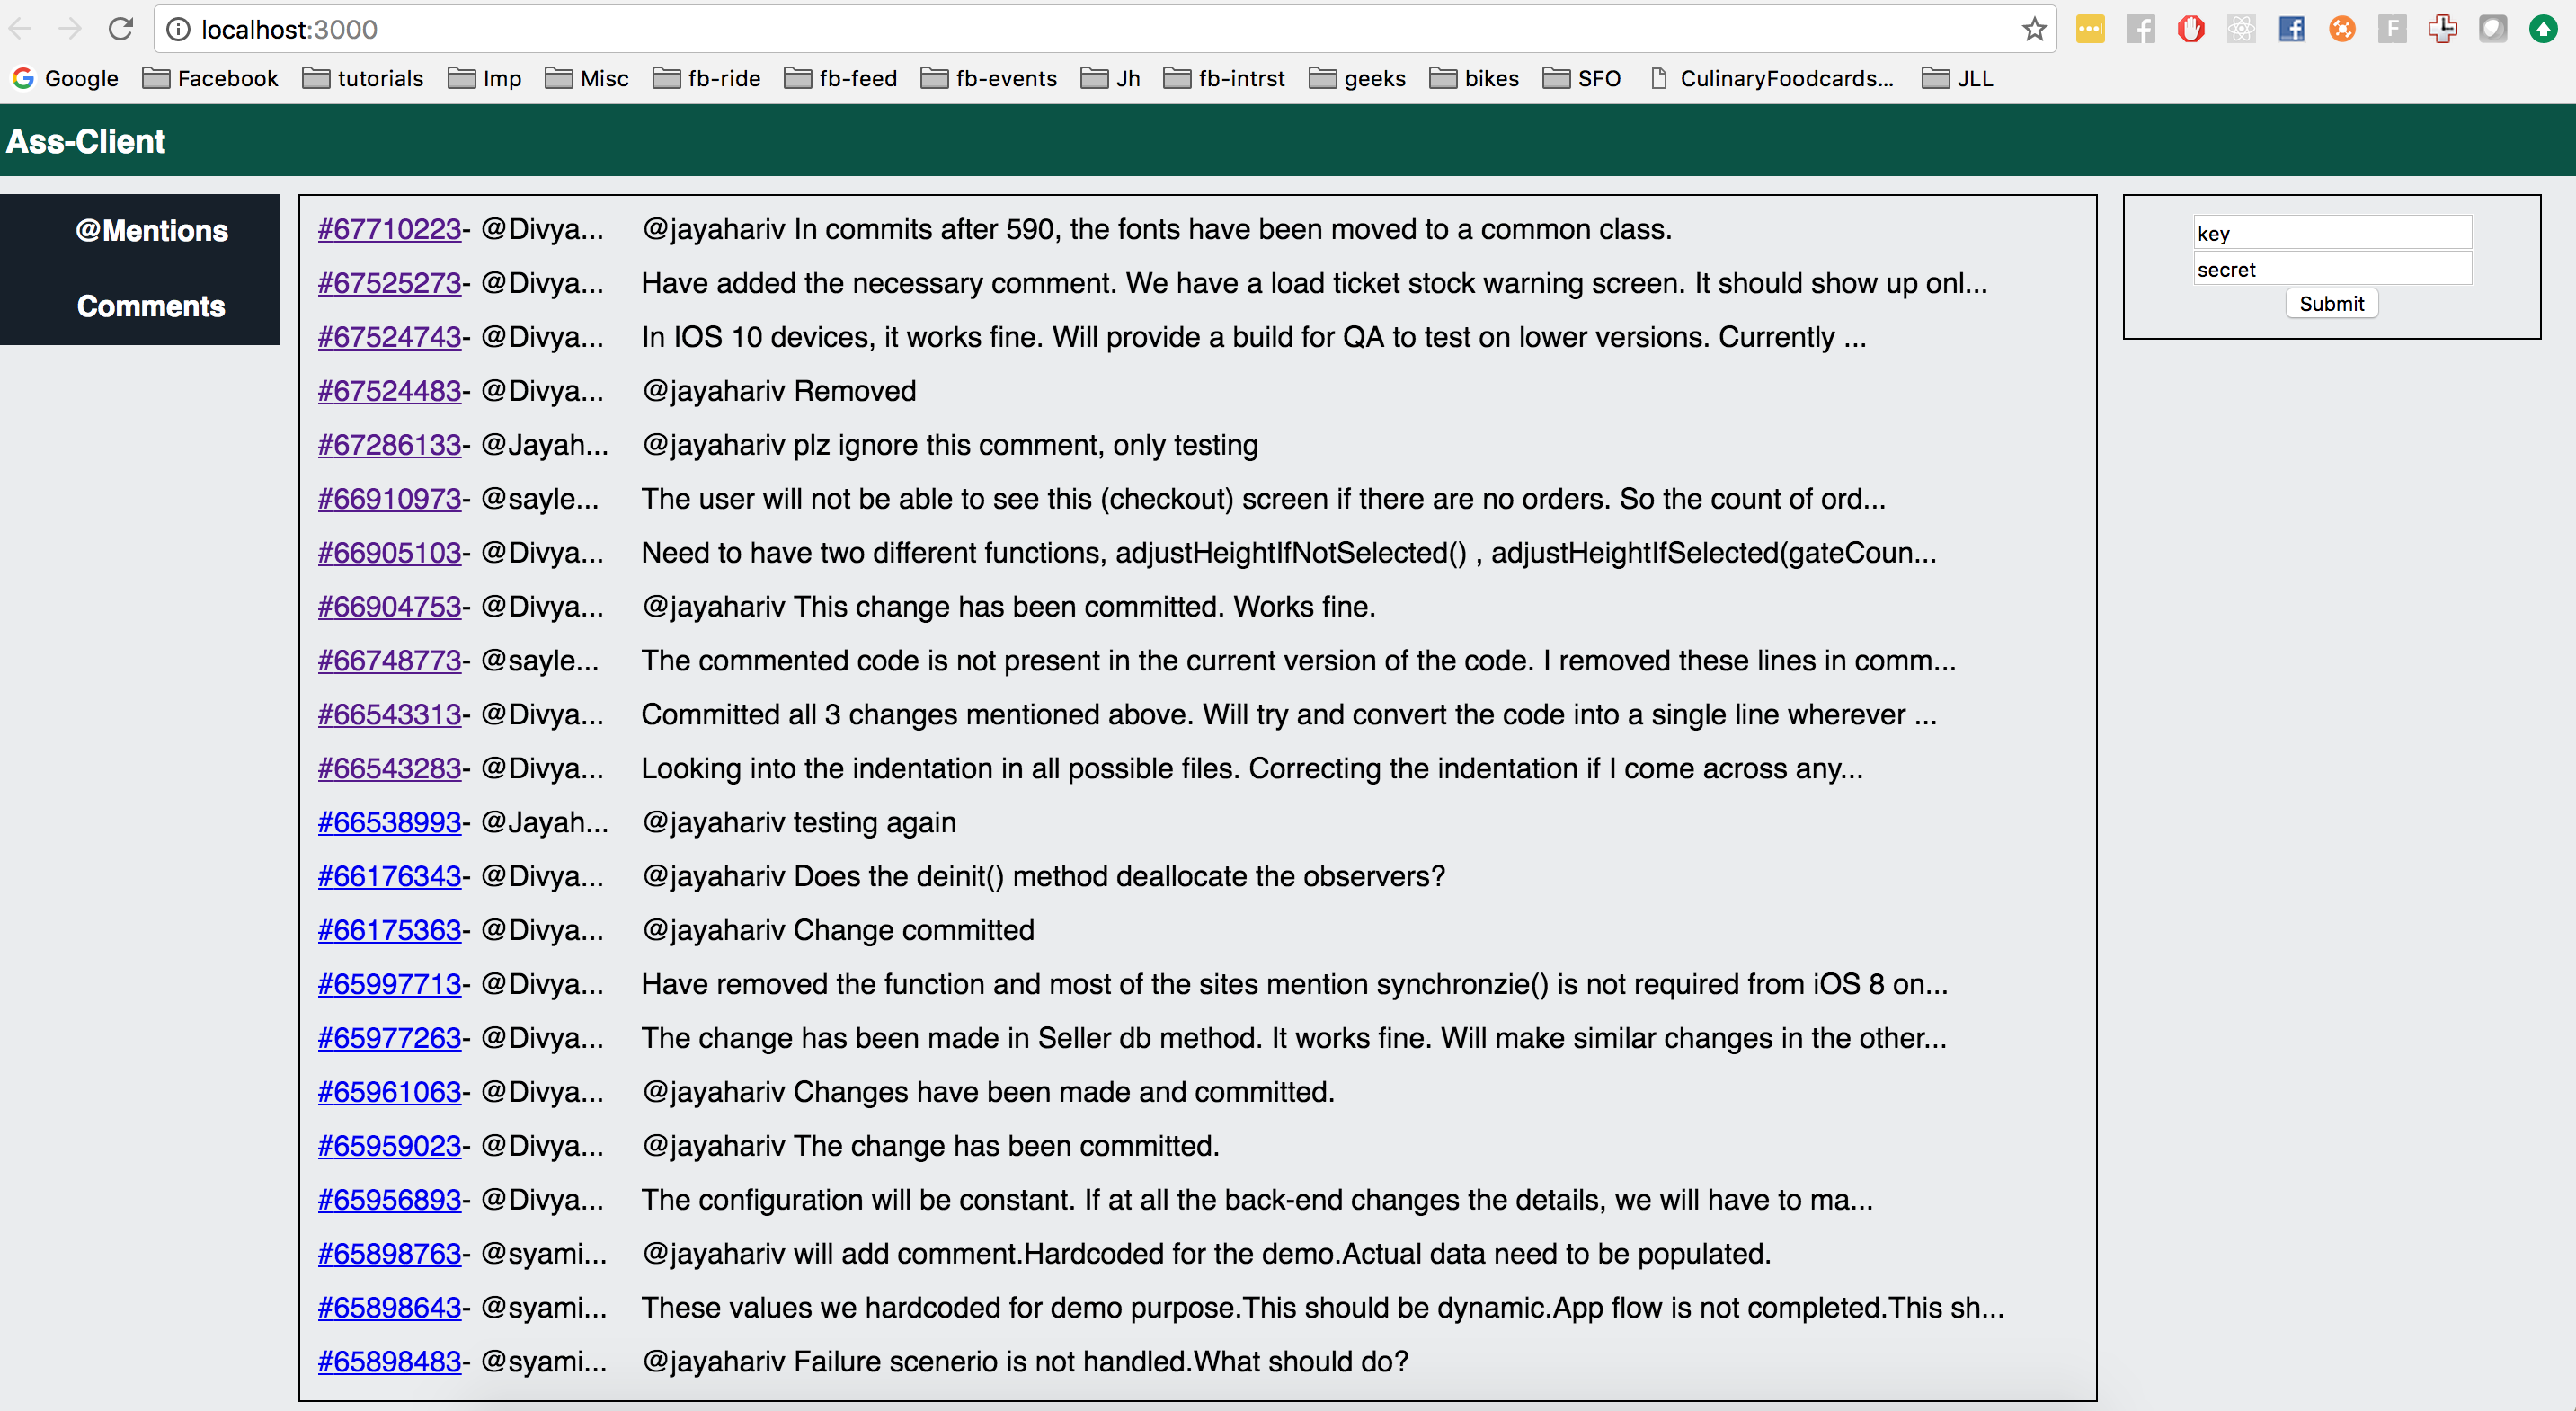 localhost:3000
Google Facebook tutorials Imp Misc fb-ride fb-feed fb-events Jh fb-intrst geeks bikes SFO CulinaryFoodcards... JLL
Ass-Client
@Mentions
Comments
#67710223- @Divya... @jayahariv In commits after 590, the fonts have been moved to a common class.
#67525273- @Divya... Have added the necessary comment. We have a load ticket stock warning screen. It should show up onl...
#67524743- @Divya... In IOS 10 devices, it works fine. Will provide a build for QA to test on lower versions. Currently ...
#67524483- @Divya... @jayahariv Removed
#67286133- @Jayah... @jayahariv plz ignore this comment, only testing
#66910973- @sayle... The user will not be able to see this (checkout) screen if there are no orders. So the count of ord...
#66905103- @Divya... Need to have two different functions, adjustHeightIfNotSelected() , adjustHeightIfSelected(gateCoun...
#66904753- @Divya... @jayahariv This change has been committed. Works fine.
#66748773- @sayle... The commented code is not present in the current version of the code. I removed these lines in comm...
#66543313- @Divya... Committed all 3 changes mentioned above. Will try and convert the code into a single line wherever ...
#66543283- @Divya... Looking into the indentation in all possible files. Correcting the indentation if I come across any...
#66538993- @Jayah... @jayahariv testing again
#66176343- @Divya... @jayahariv Does the deinit() method deallocate the observers?
#66175363- @Divya... @jayahariv Change committed
#65997713- @Divya... Have removed the function and most of the sites mention synchronzie() is not required from iOS 8 on...
#65977263- @Divya... The change has been made in Seller db method. It works fine. Will make similar changes in the other...
#65961063- @Divya... @jayahariv Changes have been made and committed.
#65959023- @Divya... @jayahariv The change has been committed.
#65956893- @Divya... The configuration will be constant. If at all the back-end changes the details, we will have to ma...
#65898763- @syami... @jayahariv will add comment.Hardcoded for the demo.Actual data need to be populated.
#65898643- @syami... These values we hardcoded for demo purpose.This should be dynamic.App flow is not completed.This sh...
#65898483- @syami... @jayahariv Failure scenerio is not handled.What should do?
key
secret
Submit